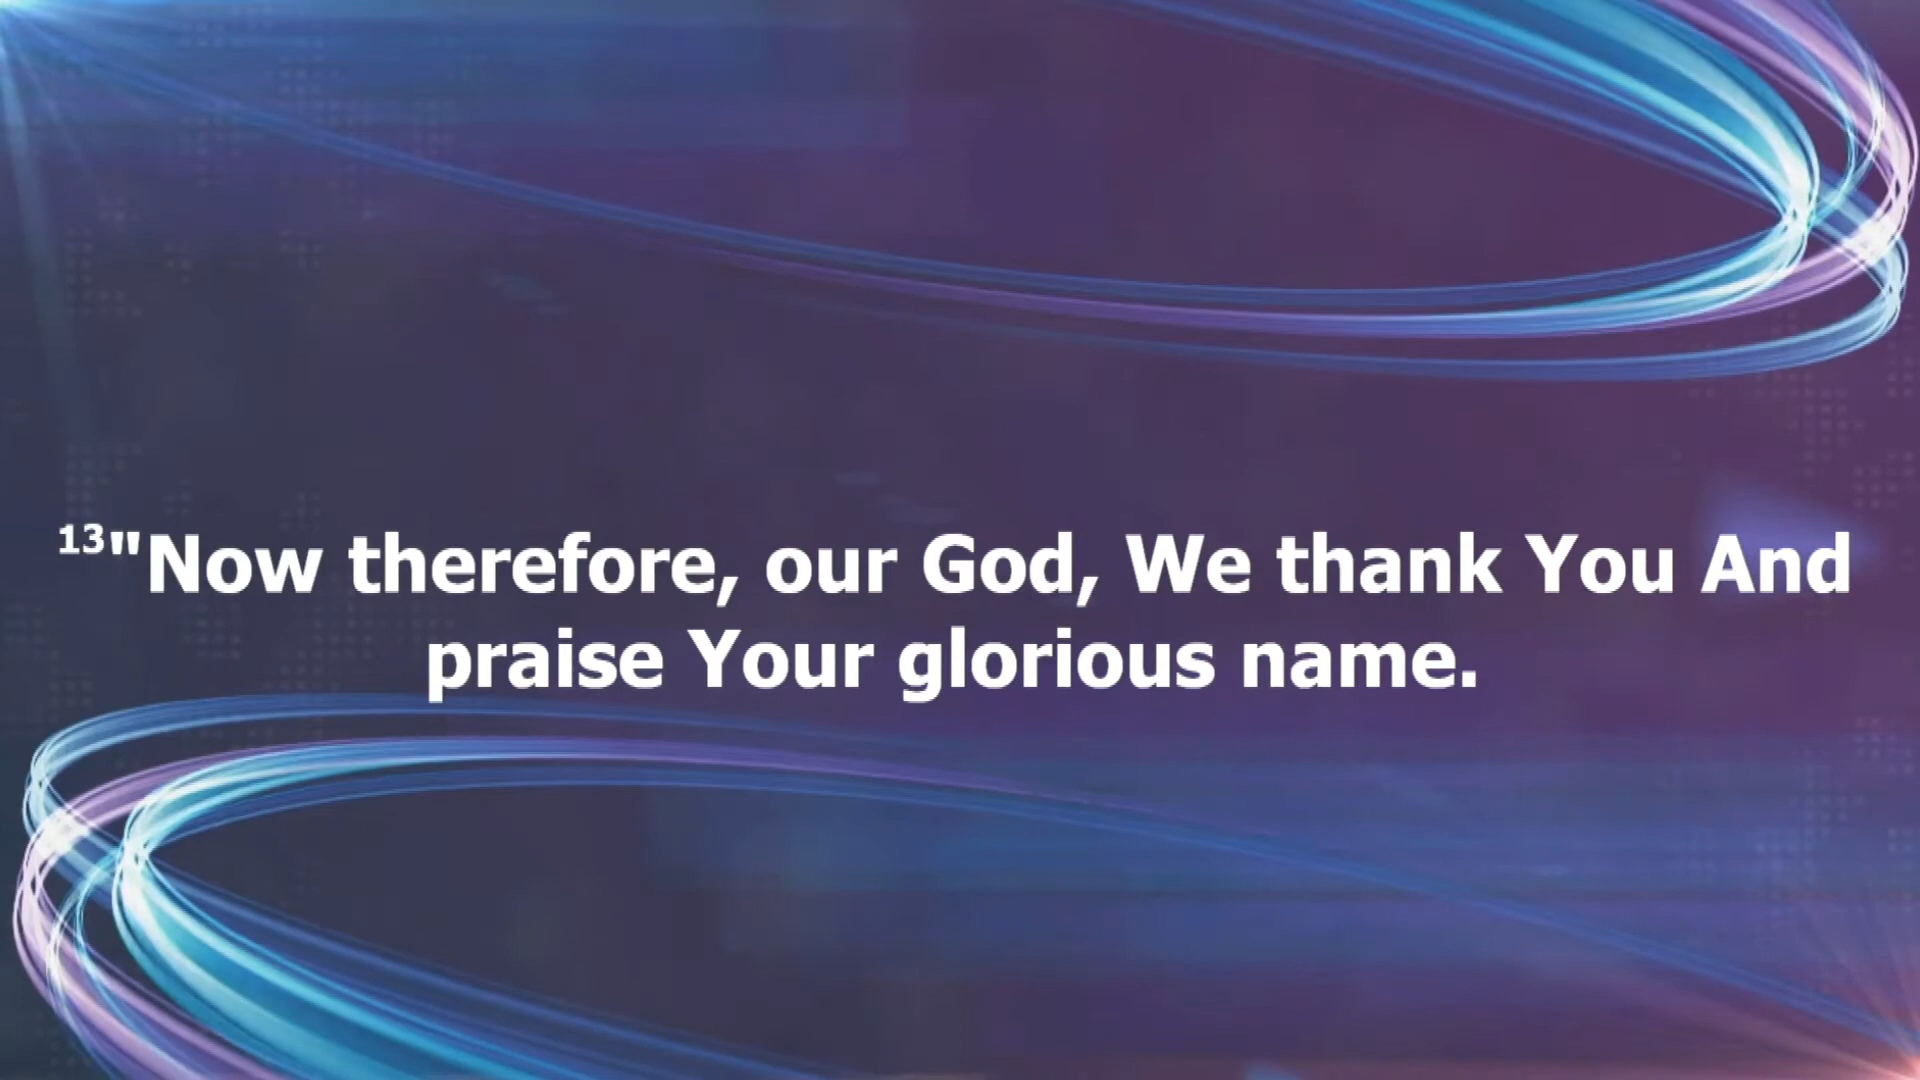 13"Now therefore, our God, We thank You And
praise Your glorious name.